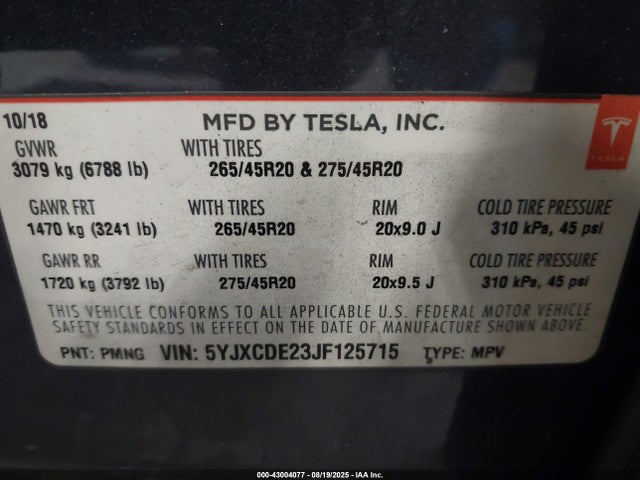 10/18 MFD BY TESLA, INC.
GVWR WITH TIRES
3079 kg (6788 lb) 265/45R20 & 275/45R20
GAWR FRT WITH TIRES RIM COLD TIRE PRESSURE
1470 kg (3241 lb) 265/45R20 20x9.0 J 310 kPa, 45 psi
GAWR RR WITH TIRES RIM COLD TIRE PRESSURE
1720 kg (3792 lb) 275/45R20 20x9.5 J 310 kPa, 45 psi
THIS VEHICLE CONFORMS TO ALL APPLICABLE U.S. FEDERAL MOTOR VEHICLE
SAFETY STANDARDS IN EFFECT ON THE DATE OF MANUFACTURE SHOWN ABOVE.
PNT: PMNG VIN: 5YJXCDE23JF125715 TYPE: MPV
TESLA
000-43004077 - 08/19/2025 - IAA Inc.